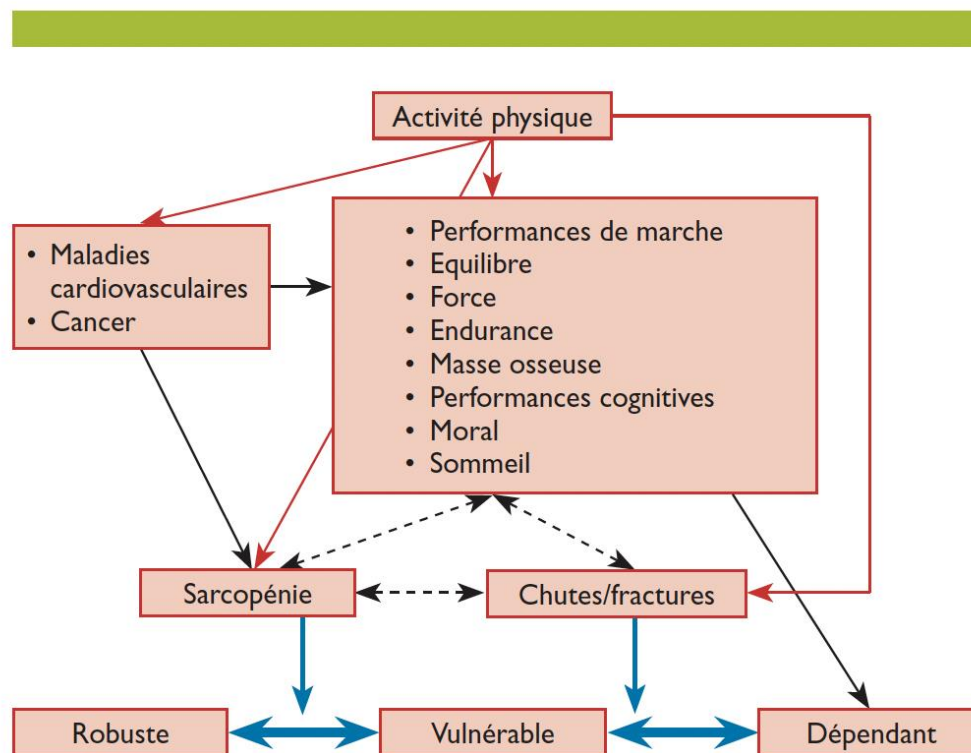 Activité physique
• Maladies
cardiovasculaires
• Cancer
• Performances de marche
• Equilibre
• Force
• Endurance
• Masse osseuse
• Performances cognitives
• Moral
• Sommeil
Sarcopénie
Chutes/fractures
Robuste
Vulnérable
Dépendant